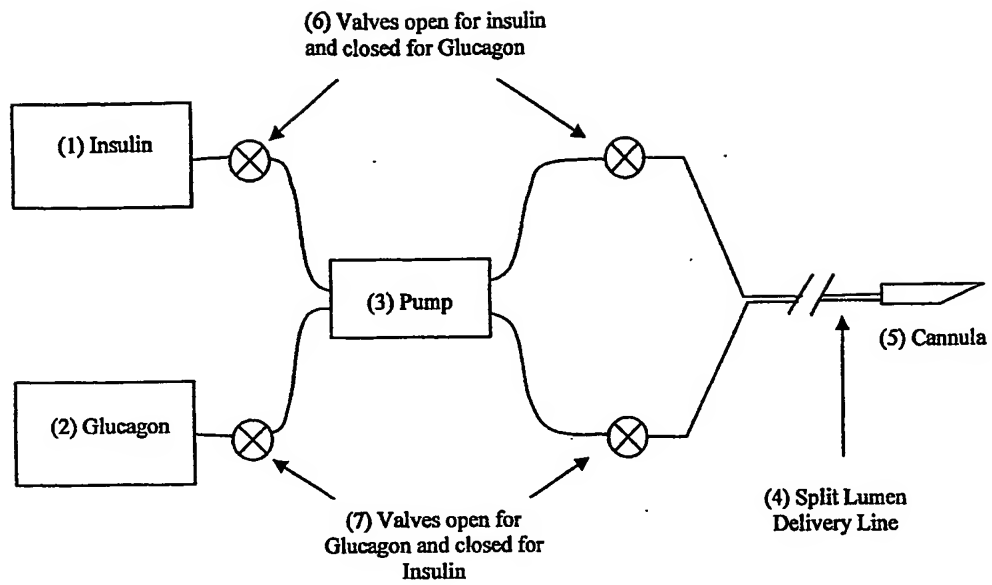 (6) Valves open for insulin
and closed for Glucagon
(1) Insulin
(3) Pump
(5) Cannula
(2) Glucagon
(4) Split Lumen
Delivery Line
(7) Valves open for
Glucagon and closed for
Insulin